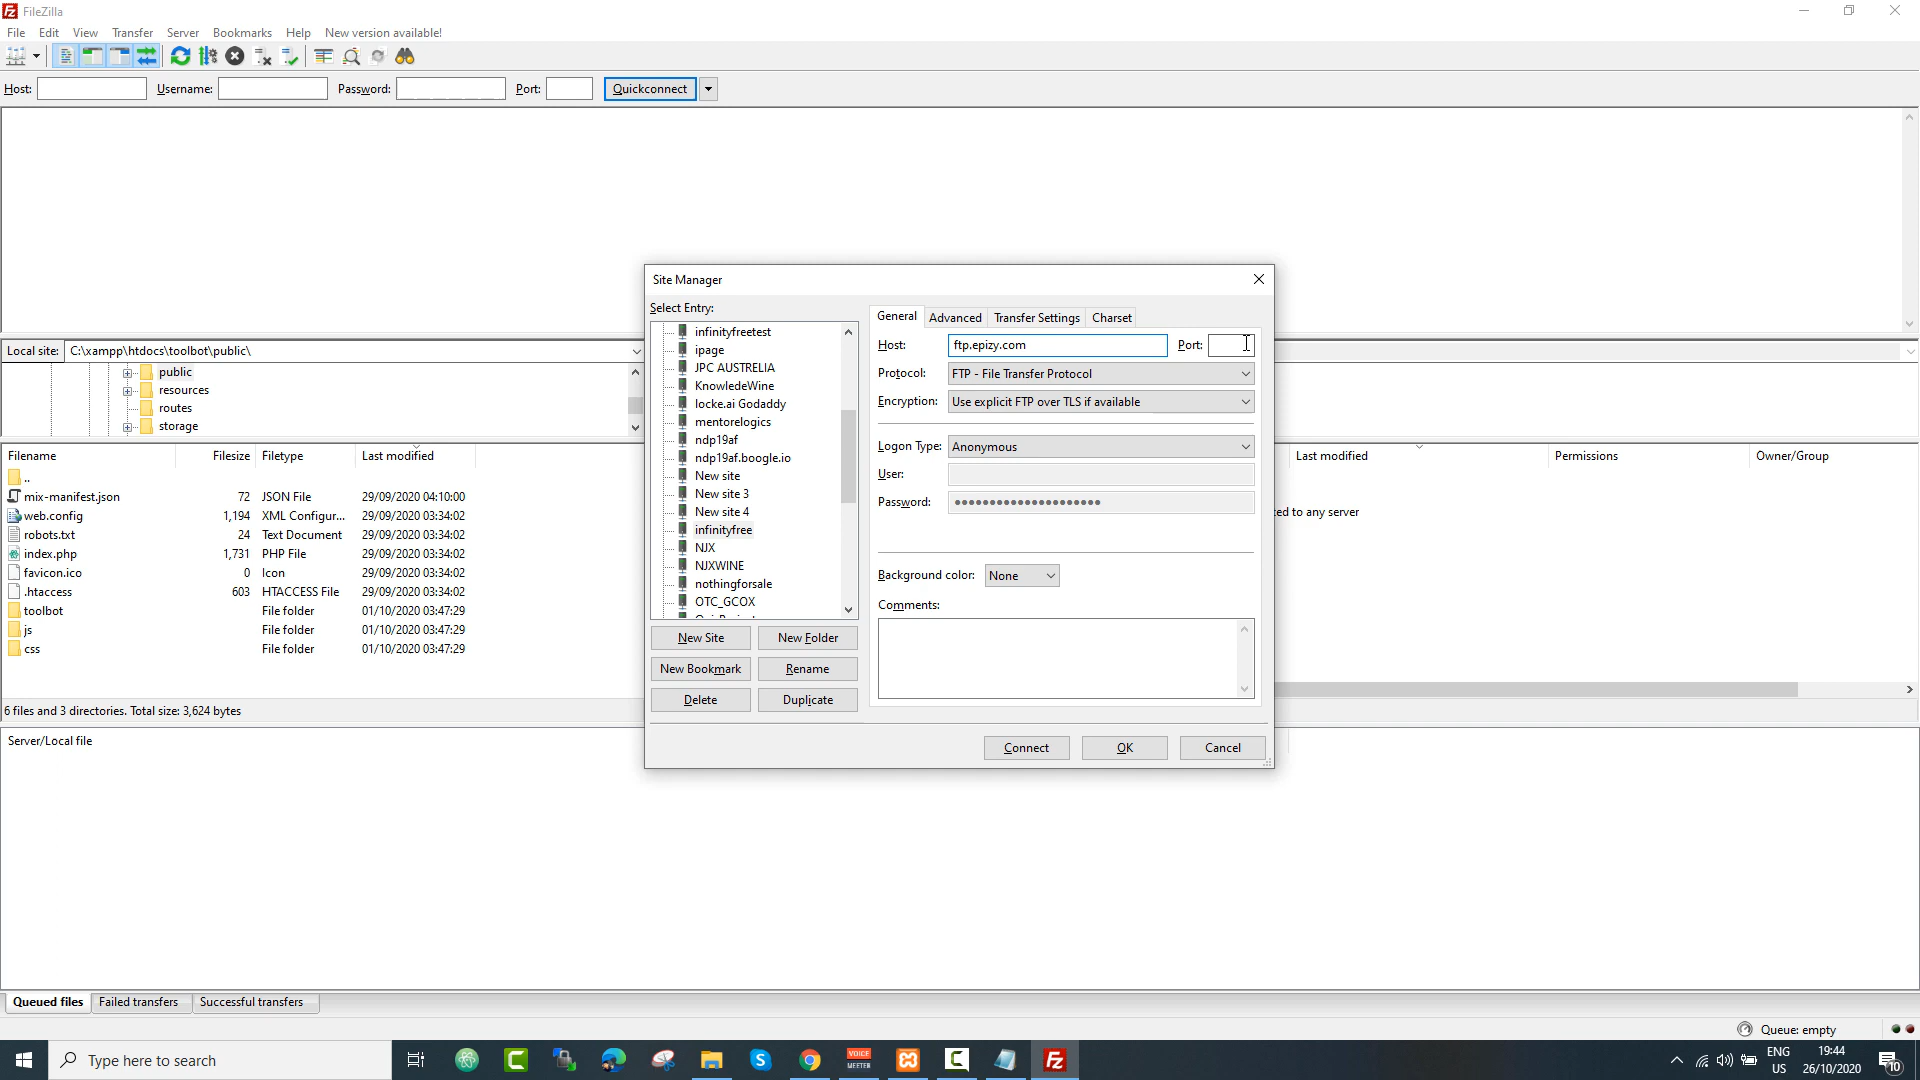 FileZilla
File Edit View Transfer Server Bookmarks Help New version available!
Host: Username: Password: Port: Quickconnect
Local site: C:\xampp\htdocs\toolbot\public\
public
resources
routes
storage
Filename Filesize Filetype Last modified
..
mix-manifest.json 72 JSON File 29/09/2020 04:10:00
web.config 1,194 XML Configur... 29/09/2020 03:34:02
robots.txt 24 Text Document 29/09/2020 03:34:02
index.php 1,731 PHP File 29/09/2020 03:34:02
favicon.ico 0 Icon 29/09/2020 03:34:02
.htaccess 603 HTACCESS File 29/09/2020 03:34:02
toolbot File folder 01/10/2020 03:47:29
js File folder 01/10/2020 03:47:29
css File folder 01/10/2020 03:47:29
6 files and 3 directories. Total size: 3,624 bytes
Site Manager
Select Entry:
infinityfreetest
ipage
JPC AUSTRELIA
KnowledeWine
locke.ai Godaddy
mentorelogics
ndp19af
ndp19af.boogle.io
New site
New site 3
New site 4
infinityfree
NJX
NJXWINE
nothingforsale
OTC_GCOX
New Site New Folder
New Bookmark Rename
Delete Duplicate
General Advanced Transfer Settings Charset
Host: ftp.epizy.com Port:
Protocol: FTP - File Transfer Protocol
Encryption: Use explicit FTP over TLS if available
Logon Type: Anonymous
User:
Password: ●●●●●●●●●●●●●●●●●●●●●
Background color: None
Comments:
Connect OK Cancel
Last modified Permissions Owner/Group
ted to any server
Server/Local file
Queued files Failed transfers Successful transfers
Queue: empty
Type here to search
VOICE
MEETER
ENG
US
19:44
26/10/2020
10